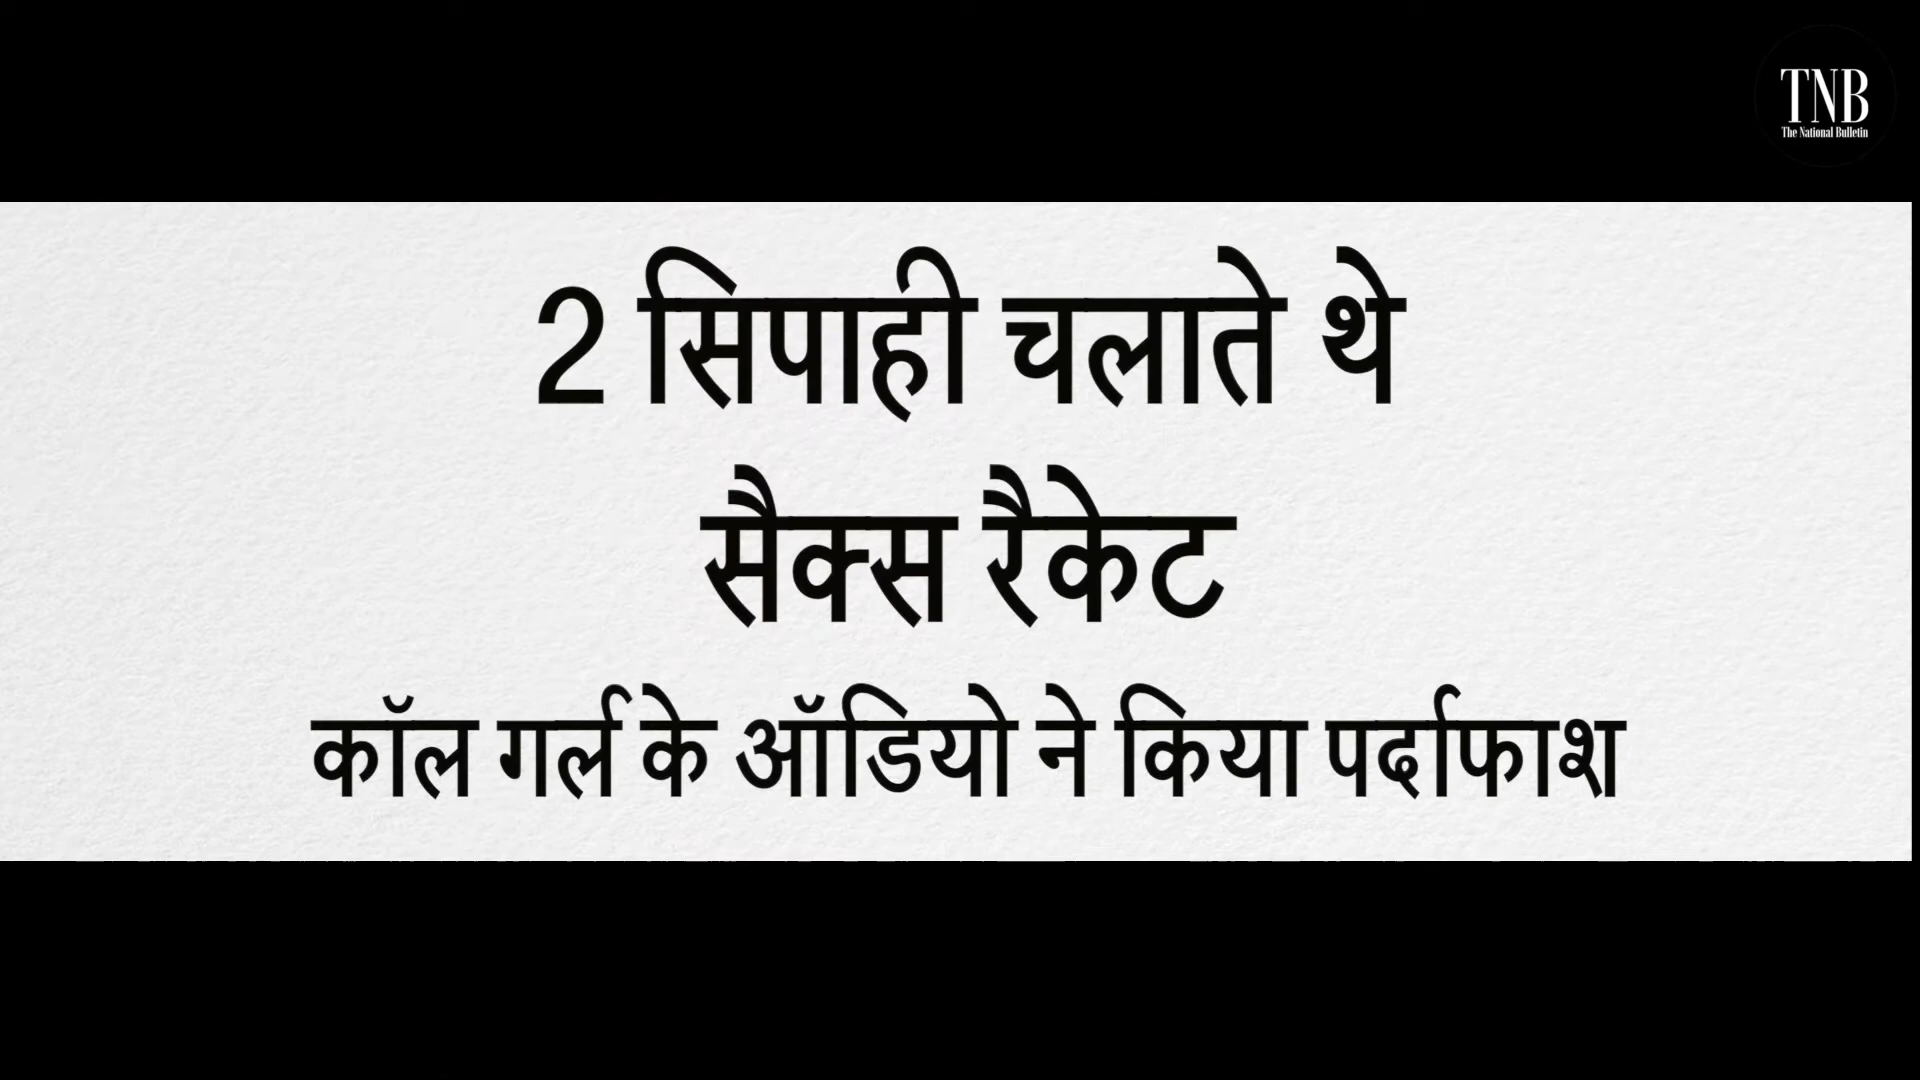 TNB
The National Bulletin
2 सिपाही चलाते थे
सैक्स रैकेट
कॉल गर्ल के ऑडियो ने किया पर्दाफाश